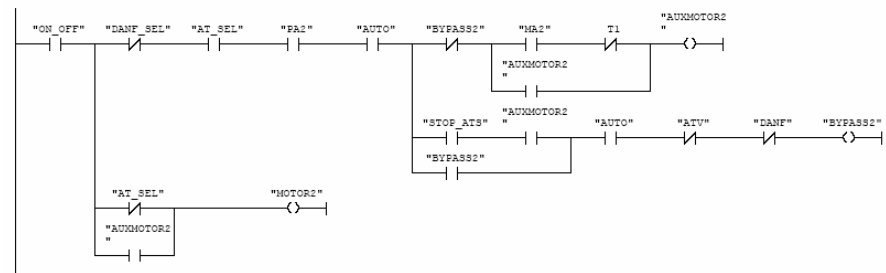 "AUXMOTOR2
"ON_OFF" "DANF_SEL" "AT_SEL" "PA2" "AUTO" "BYPASS2" "MA2" T1 "
"AUXMOTOR2
"
"AUXMOTOR2
"STOP_ATS" " "AUTO" "ATV" "DANF" "BYPASS2"
"BYPASS2"
"AT_SEL" "MOTOR2"
"AUXMOTOR2
"